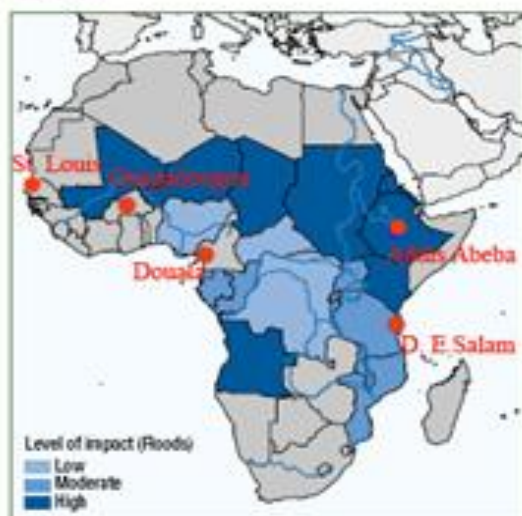 St. Louis
Ouagadougou
Douala
Addis Abeba
D. E.Salam
Level of impact (Floods)
Low
Moderate
High